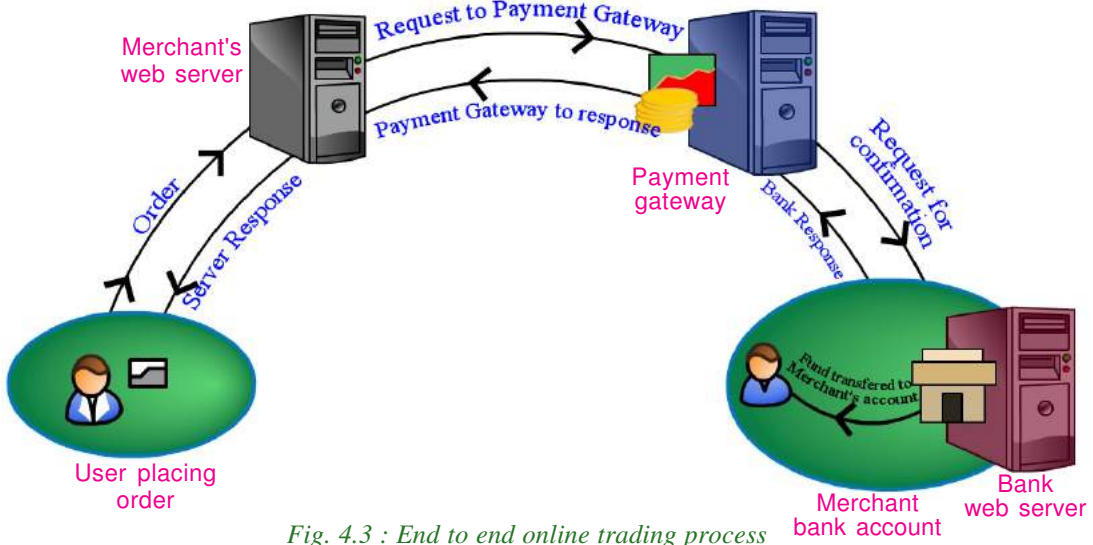 Merchant's
web server
Request to Payment Gateway
Payment Gateway to response
Payment
gateway
Request for
confirmation
Bank Response
Order
Server Response
Fund transfered to
Merchant's account
User placing
order
Merchant
bank account
Bank
web server
Fig. 4.3 : End to end online trading process